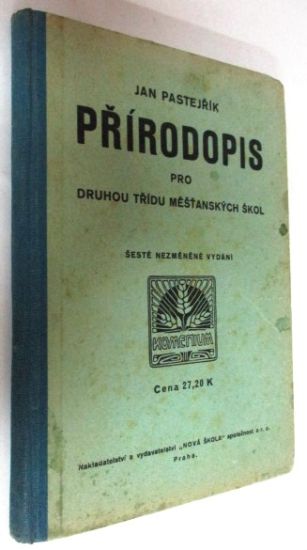 JAN PASTEJŘÍK
PŘÍRODOPIS
PRO
DRUHOU TŘÍDU MĚŠŤANSKÝCH ŠKOL
ŠESTÉ NEZMĚNĚNÉ VYDÁNÍ
KOMENIUM
Cena 27,20 K
Nakladatelství a vydavatelství „NOVÁ ŠKOLA" společnost s r. o.
Praha.